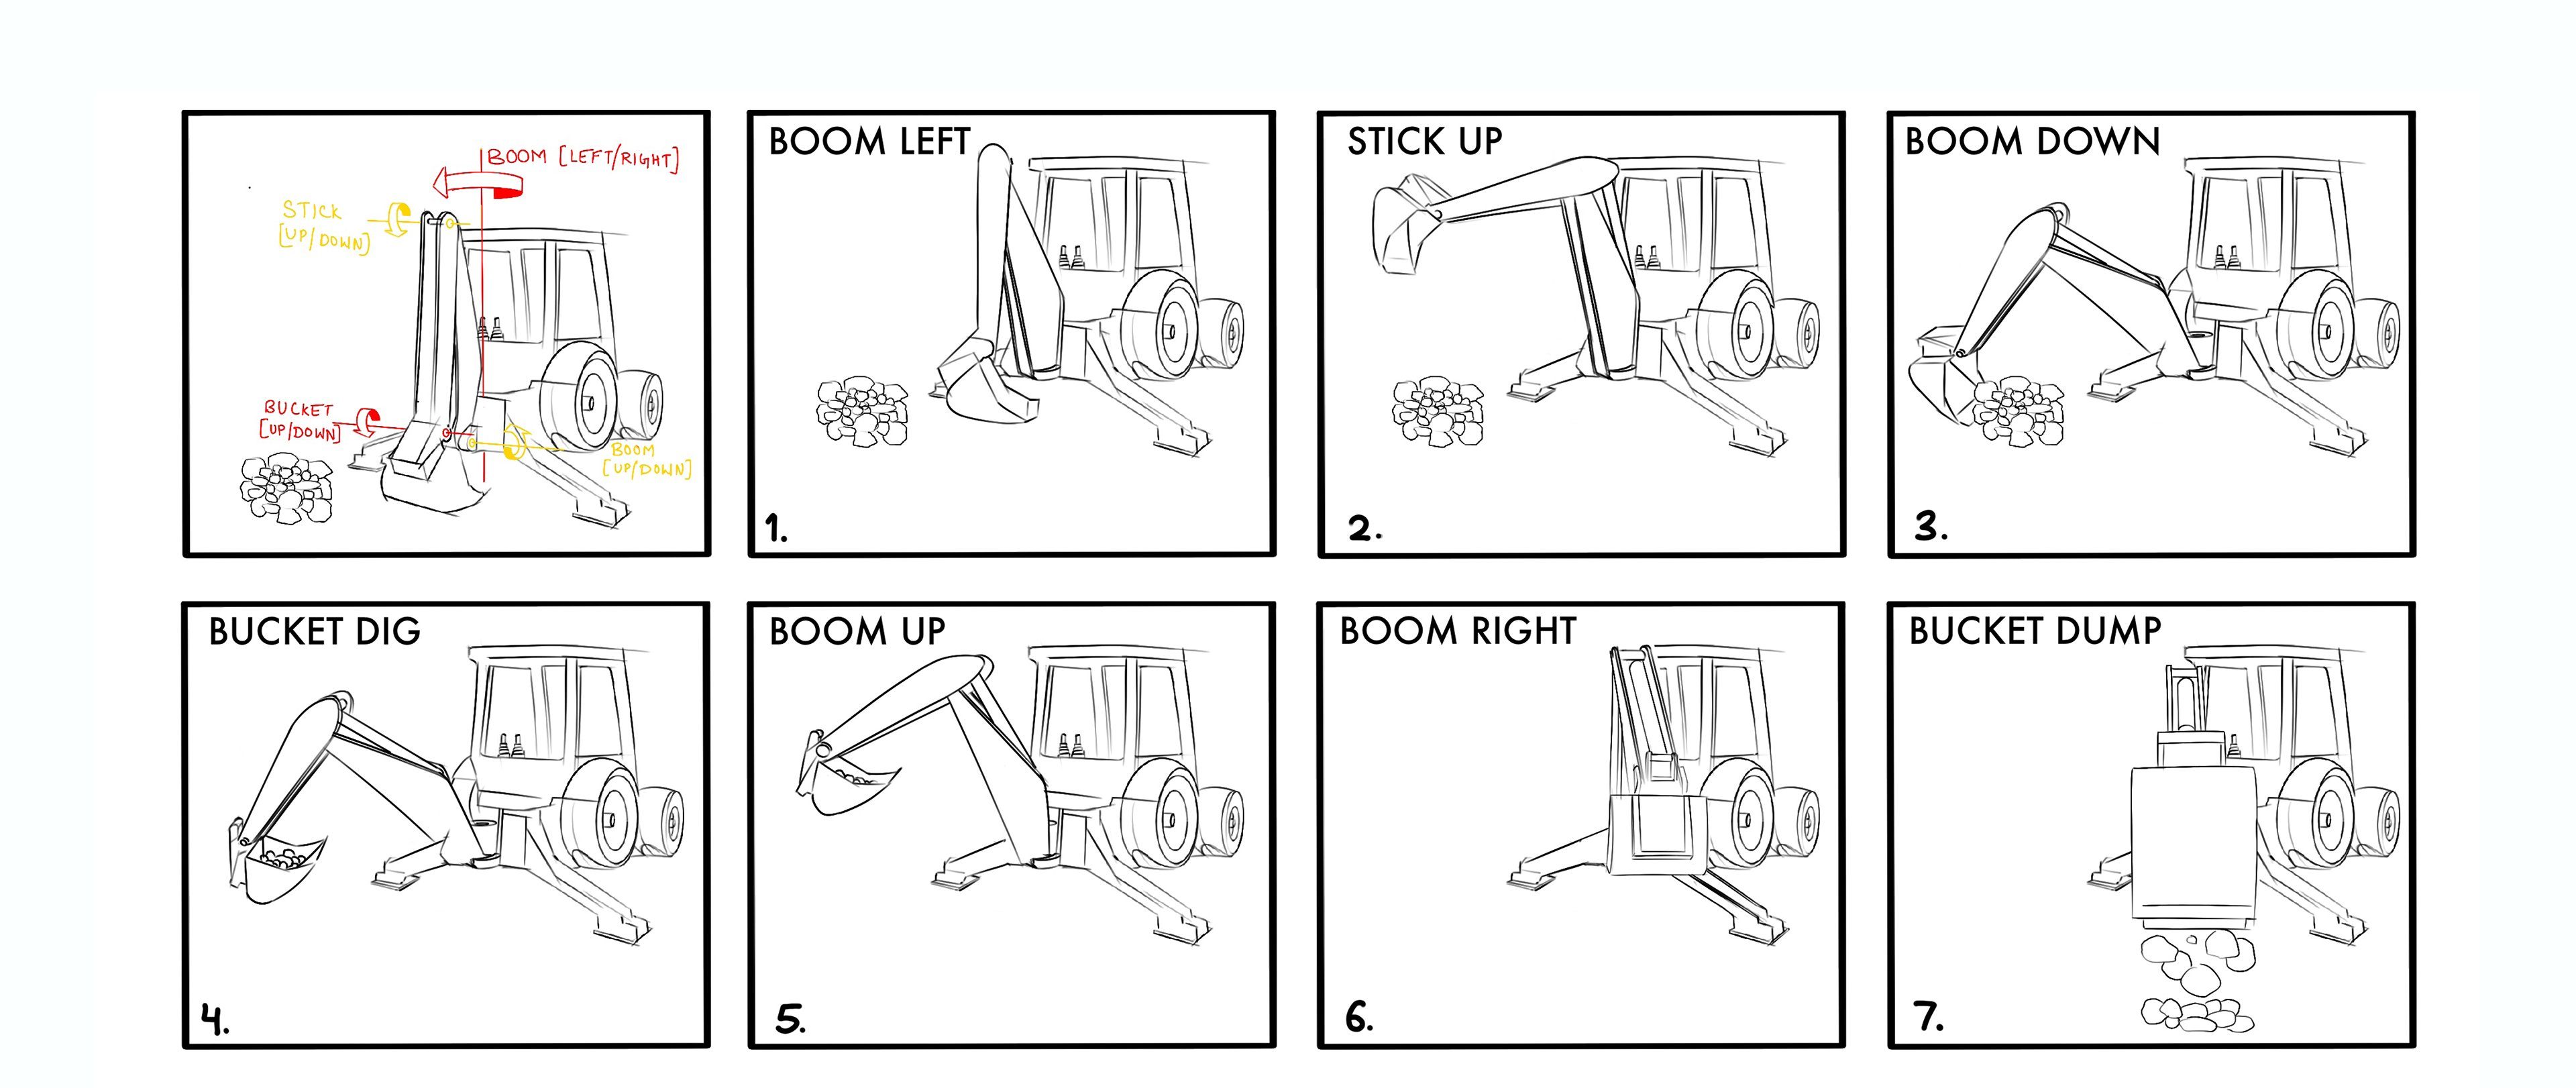 BOOM [LEFT/RIGHT]
STICK
[UP/DOWN]
BUCKET
[UP/DOWN]
BOOM
[UP/DOWN]
BOOM LEFT
1.
STICK UP
2.
BOOM DOWN
3.
BUCKET DIG
4.
BOOM UP
5.
BOOM RIGHT
6.
BUCKET DUMP
7.